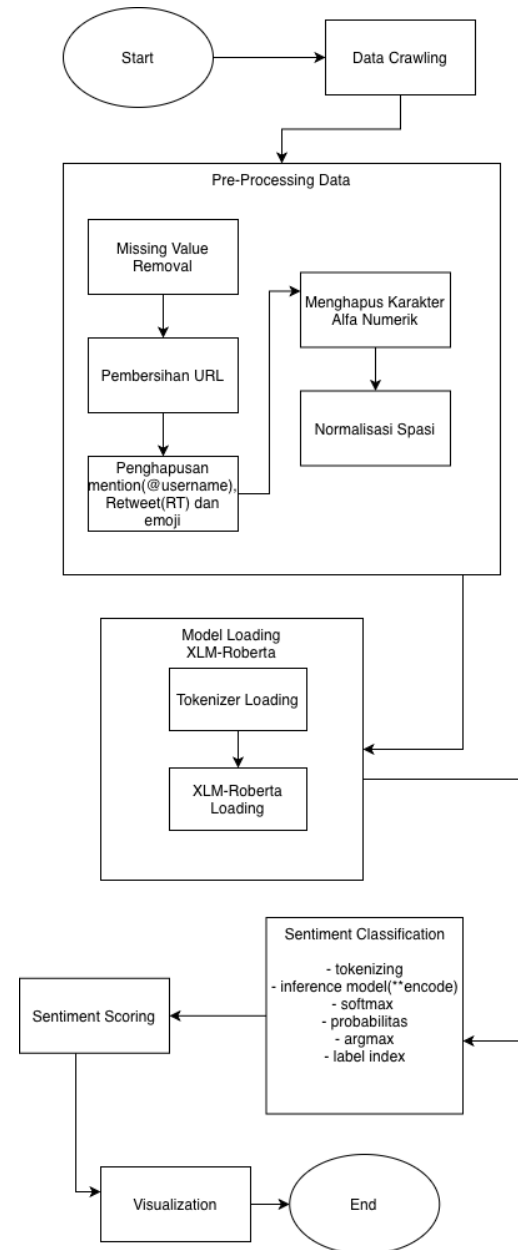 Start
Data Crawling
Pre-Processing Data
Missing Value
Removal
Pembersihan URL
Penghapusan
mention(@username),
Retweet(RT) dan
emoji
Menghapus Karakter
Alfa Numerik
Normalisasi Spasi
Model Loading
XLM-Roberta
Tokenizer Loading
XLM-Roberta
Loading
Sentiment Classification
- tokenizing
- inference model(**encode)
- softmax
- probabilitas
- argmax
- label index
Sentiment Scoring
Visualization
End